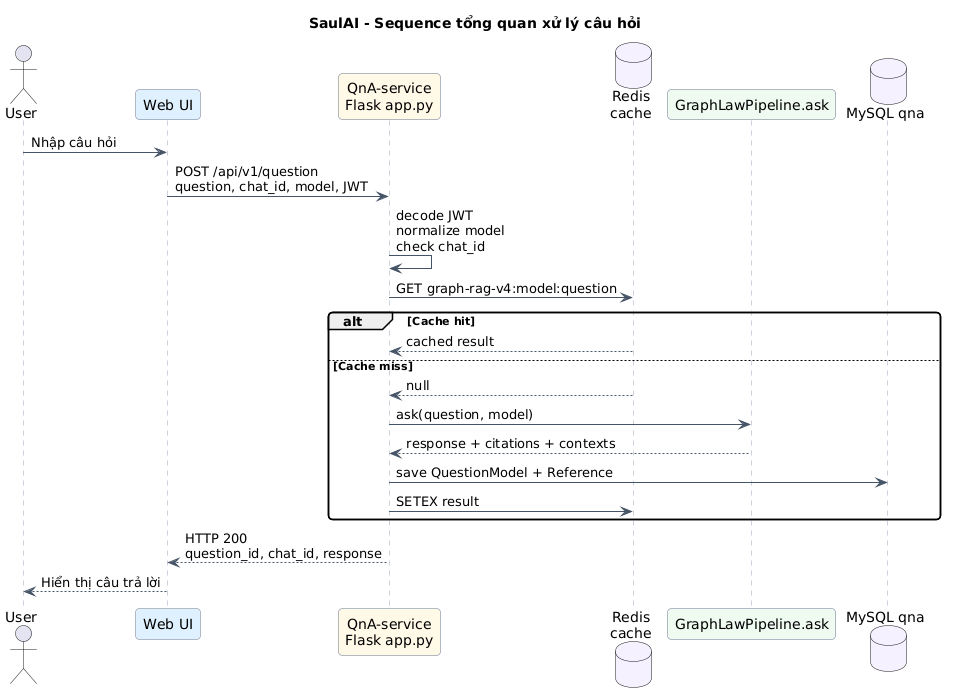 SaulAI - Sequence tổng quan xử lý câu hỏi
User
Web UI
QnA-service
Flask app.py
Redis
cache
GraphLawPipeline.ask
MySQL qna
Nhập câu hỏi
POST /api/v1/question
question, chat_id, model, JWT
decode JWT
normalize model
check chat_id
GET graph-rag-v4:model:question
alt
[Cache hit]
cached result
[Cache miss]
null
ask(question, model)
response + citations + contexts
save QuestionModel + Reference
SETEX result
HTTP 200
question_id, chat_id, response
Hiển thị câu trả lời
User
Web UI
QnA-service
Flask app.py
Redis
cache
GraphLawPipeline.ask
MySQL qna